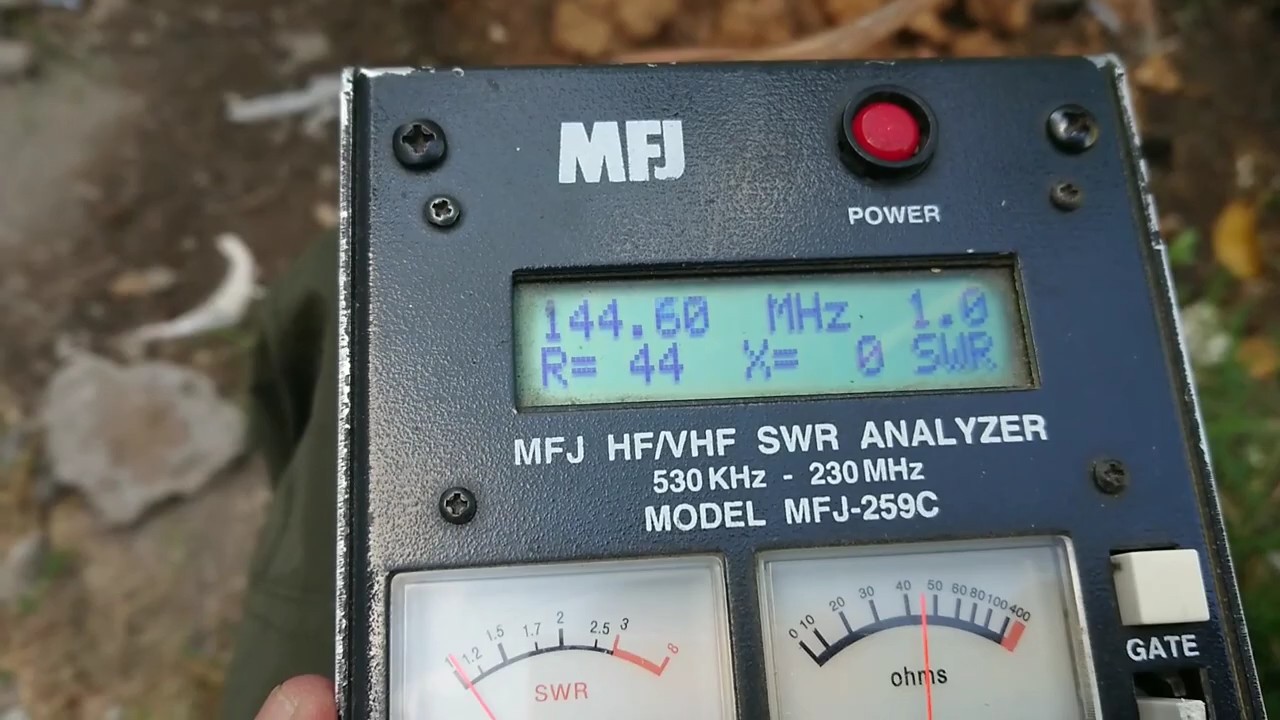 MFJ
POWER
144.60 MHz 1.0
R= 44 X= 0 SWR
MFJ HF/VHF SWR ANALYZER
530 KHz - 230 MHz
MODEL MFJ-259C
1 1.2 1.5 1.7 2 2.5 3 8
SWR
0 10 20 30 40 50 60 80 100 400
ohms
GATE